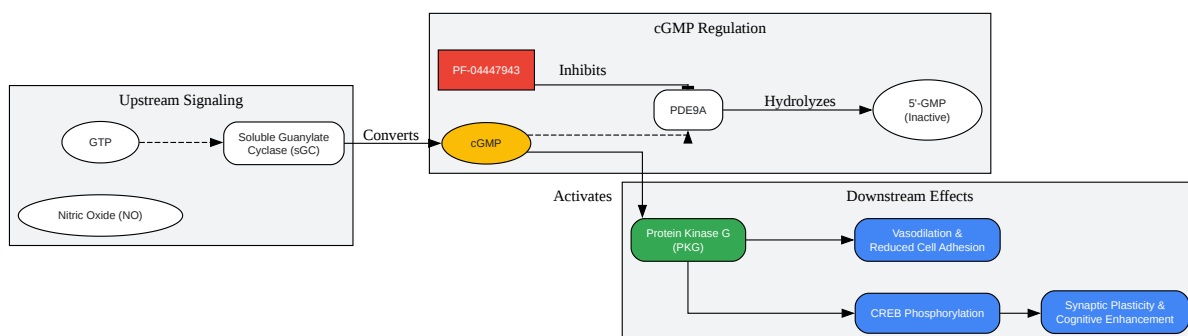 cGMP Regulation
PF-04447943
Inhibits
PDE9A
Hydrolyzes
5'-GMP
(Inactive)
Upstream Signaling
GTP
Soluble Guanylate
Cyclase (sGC)
Converts
cGMP
Nitric Oxide (NO)
Activates
Downstream Effects
Protein Kinase G
(PKG)
Vasodilation &
Reduced Cell Adhesion
CREB Phosphorylation
Synaptic Plasticity &
Cognitive Enhancement